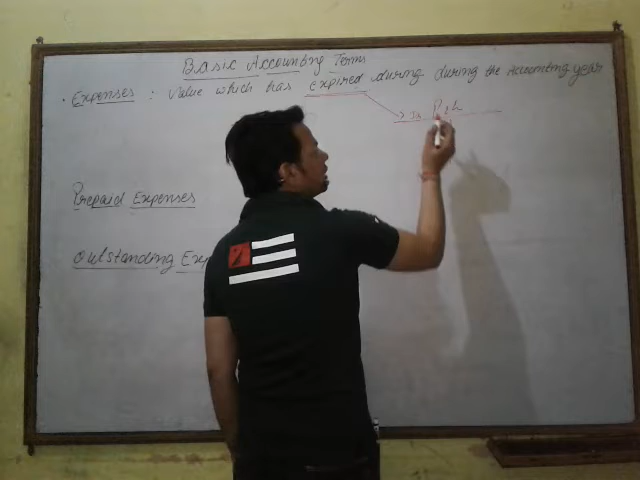 Basic Accounting Terms
• Expenses : Value which has expired during during the Accounting year
Prepaid Expenses
Outstanding Exp